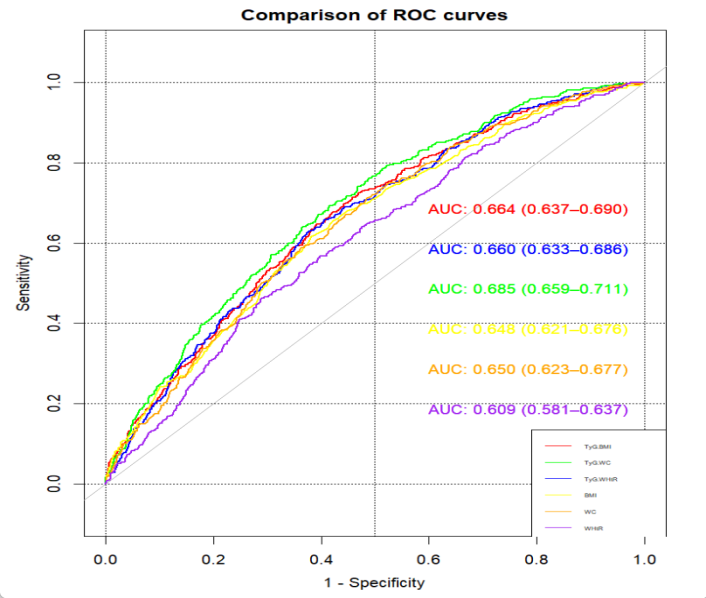 Comparison of ROC curves
Sensitivity
1.0
0.8
0.6
0.4
0.2
0.0
AUC: 0.664 (0.637–0.690)
AUC: 0.660 (0.633–0.686)
AUC: 0.685 (0.659–0.711)
AUC: 0.648 (0.621–0.676)
AUC: 0.650 (0.623–0.677)
AUC: 0.609 (0.581–0.637)
TyG.BMI
TyG.WC
TyG.WHtR
BMI
WC
WHtR
0.0 0.2 0.4 0.6 0.8 1.0
1 - Specificity